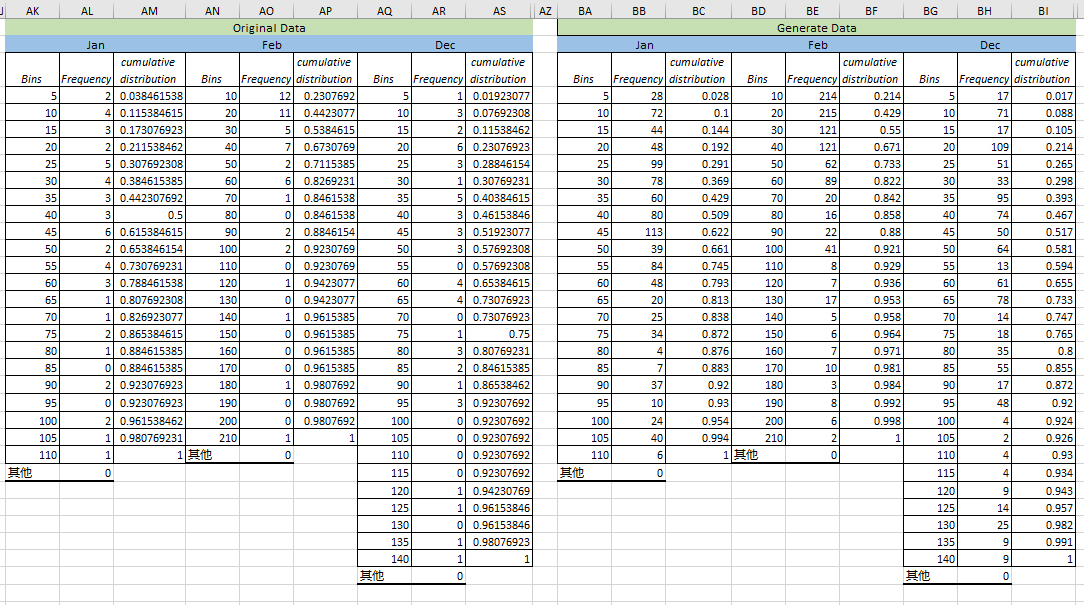 AK AL AM AN AO AP AQ AR AS AZ BA BB BC BD BE BF BG BH BI
Original Data Generate Data
Jan Feb Dec Jan Feb Dec
cumulative cumulative cumulative cumulative cumulative cumulative
Bins Frequency distribution Bins Frequency distribution Bins Frequency distribution Bins Frequency distribution Bins Frequency distribution Bins Frequency distribution
5 2 0.038461538 10 12 0.2307692 5 1 0.01923077 5 28 0.028 10 214 0.214 5 17 0.017
10 4 0.115384615 20 11 0.4423077 10 3 0.07692308 10 72 0.1 20 215 0.429 10 71 0.088
15 3 0.173076923 30 5 0.5384615 15 2 0.11538462 15 44 0.144 30 121 0.55 15 17 0.105
20 2 0.211538462 40 7 0.6730769 20 6 0.23076923 20 48 0.192 40 121 0.671 20 109 0.214
25 5 0.307692308 50 2 0.7115385 25 3 0.28846154 25 99 0.291 50 62 0.733 25 51 0.265
30 4 0.384615385 60 6 0.8269231 30 1 0.30769231 30 78 0.369 60 89 0.822 30 33 0.298
35 3 0.442307692 70 1 0.8461538 35 5 0.40384615 35 60 0.429 70 20 0.842 35 95 0.393
40 3 0.5 80 0 0.8461538 40 3 0.46153846 40 80 0.509 80 16 0.858 40 74 0.467
45 6 0.615384615 90 2 0.8846154 45 3 0.51923077 45 113 0.622 90 22 0.88 45 50 0.517
50 2 0.653846154 100 2 0.9230769 50 3 0.57692308 50 39 0.661 100 41 0.921 50 64 0.581
55 4 0.730769231 110 0 0.9230769 55 0 0.57692308 55 84 0.745 110 8 0.929 55 13 0.594
60 3 0.788461538 120 1 0.9423077 60 4 0.65384615 60 48 0.793 120 7 0.936 60 61 0.655
65 1 0.807692308 130 0 0.9423077 65 4 0.73076923 65 20 0.813 130 17 0.953 65 78 0.733
70 1 0.826923077 140 1 0.9615385 70 0 0.73076923 70 25 0.838 140 5 0.958 70 14 0.747
75 2 0.865384615 150 0 0.9615385 75 1 0.75 75 34 0.872 150 6 0.964 75 18 0.765
80 1 0.884615385 160 0 0.9615385 80 3 0.80769231 80 4 0.876 160 7 0.971 80 35 0.8
85 0 0.884615385 170 0 0.9615385 85 2 0.84615385 85 7 0.883 170 10 0.981 85 55 0.855
90 2 0.923076923 180 1 0.9807692 90 1 0.86538462 90 37 0.92 180 3 0.984 90 17 0.872
95 0 0.923076923 190 0 0.9807692 95 3 0.92307692 95 10 0.93 190 8 0.992 95 48 0.92
100 2 0.961538462 200 0 0.9807692 100 0 0.92307692 100 24 0.954 200 6 0.998 100 4 0.924
105 1 0.980769231 210 1 1 105 0 0.92307692 105 40 0.994 210 2 1 105 2 0.926
110 1 1 其他 0 110 0 0.92307692 110 6 1 其他 0 110 4 0.93
其他 0 115 0 0.92307692 其他 0 115 4 0.934
120 1 0.94230769 120 9 0.943
125 1 0.96153846 125 14 0.957
130 0 0.96153846 130 25 0.982
135 1 0.98076923 135 9 0.991
140 1 1 140 9 1
其他 0 其他 0